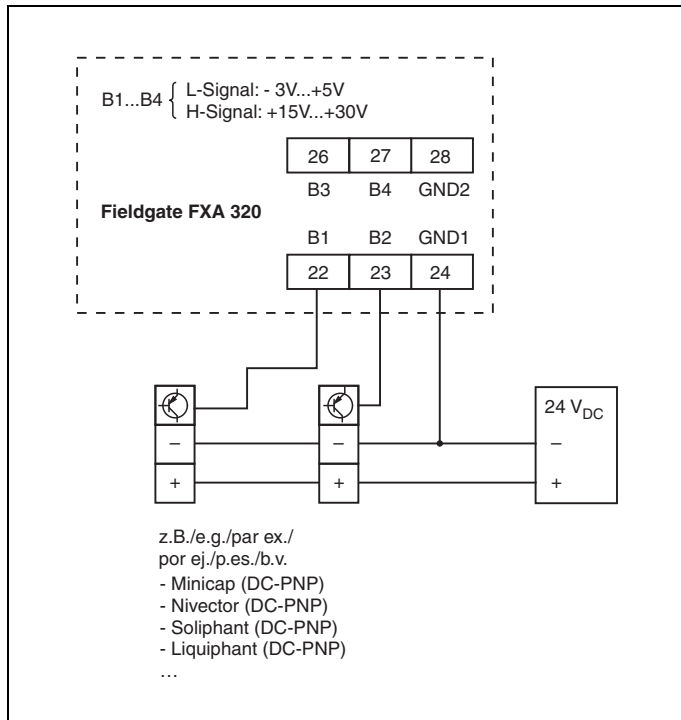 B1...B4 { L-Signal: - 3V...+5V
H-Signal: +15V...+30V
26 27 28
B3 B4 GND2
Fieldgate FXA 320
B1 B2 GND1
22 23 24
24 VDC
– – –
+ + +
z.B./e.g./par ex./
por ej./p.es./b.v.
- Minicap (DC-PNP)
- Nivector (DC-PNP)
- Soliphant (DC-PNP)
- Liquiphant (DC-PNP)
...